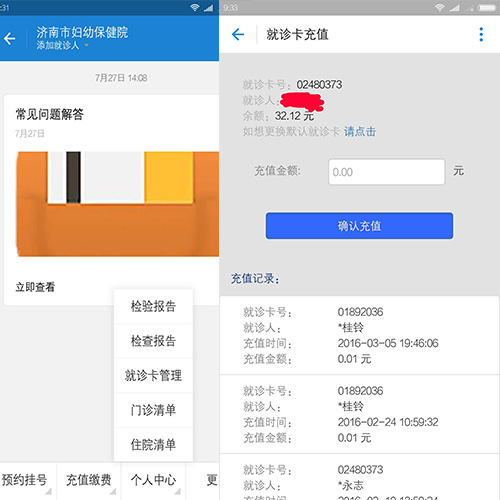 :31
济南市妇幼保健院
添加就诊人
7月27日 14:08
常见问题解答
7月27日
立即查看
检验报告
检查报告
就诊卡管理
门诊清单
住院清单
预约挂号
充值缴费
个人中心
更
9:33
就诊卡充值
就诊卡号: 02480373
就诊人:
余额: 32.12 元
如想更换默认就诊卡 请点击
充值金额: 0.00 元
确认充值
充值记录:
就诊卡号: 01892036
就诊人: *桂铃
充值时间: 2016-03-05 19:46:06
充值金额: 0.01 元
就诊卡号: 01892036
就诊人: *桂铃
充值时间: 2016-02-24 10:59:32
充值金额: 0.01 元
就诊卡号: 02480373
就诊人: *永志